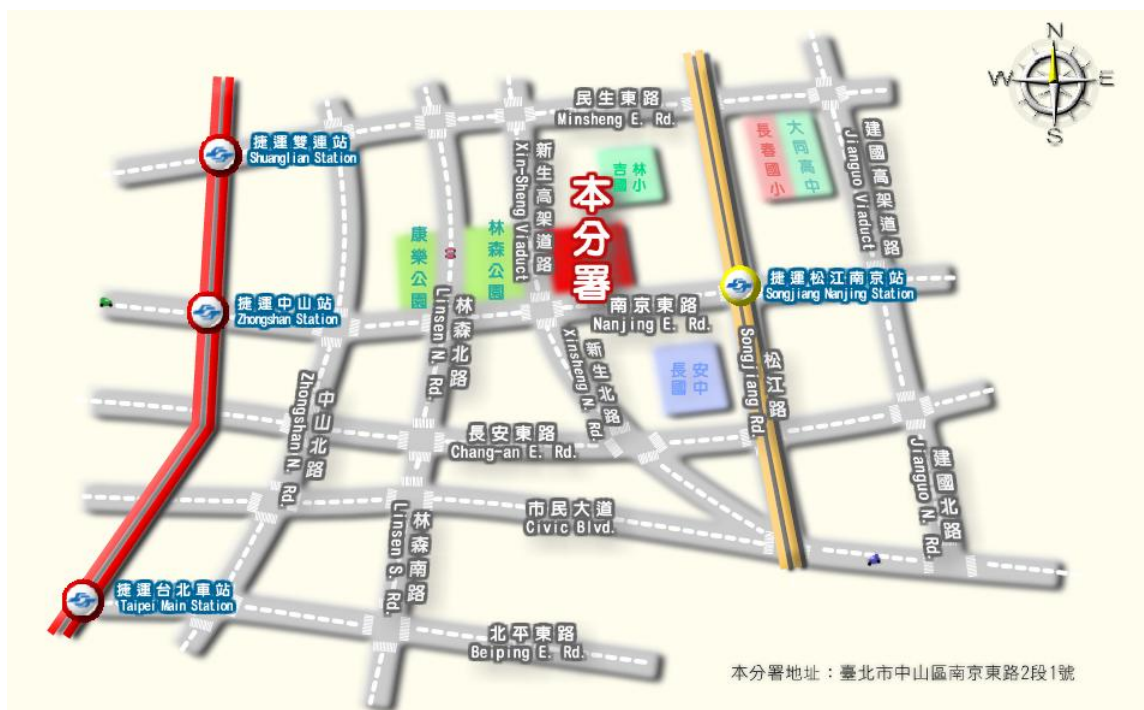 N
W
E
S
民生東路
Minsheng E. Rd.
捷運雙連站
Shuanglian Station
新生高架道路
Xin-Sheng Viaduct
吉林
國小
長春國小
大同高中
建國高架道路
Jianguo Viaduct
本分署
康樂公園
林森公園
捷運松江南京站
Songjiang Nanjing Station
捷運中山站
Zhongshan Station
南京東路
Nanjing E. Rd.
林森北路
Linsen N. Rd.
新生北路
Xinsheng N. Rd.
長安
國中
松江路
Songjiang Rd.
中山北路
Zhongshan N. Rd.
長安東路
Chang-an E. Rd.
建國北路
Jianguo N. Rd.
市民大道
Civic Blvd.
林森南路
Linsen S. Rd.
捷運台北車站
Taipei Main Station
北平東路
Beiping E. Rd.
本分署地址：臺北市中山區南京東路2段1號